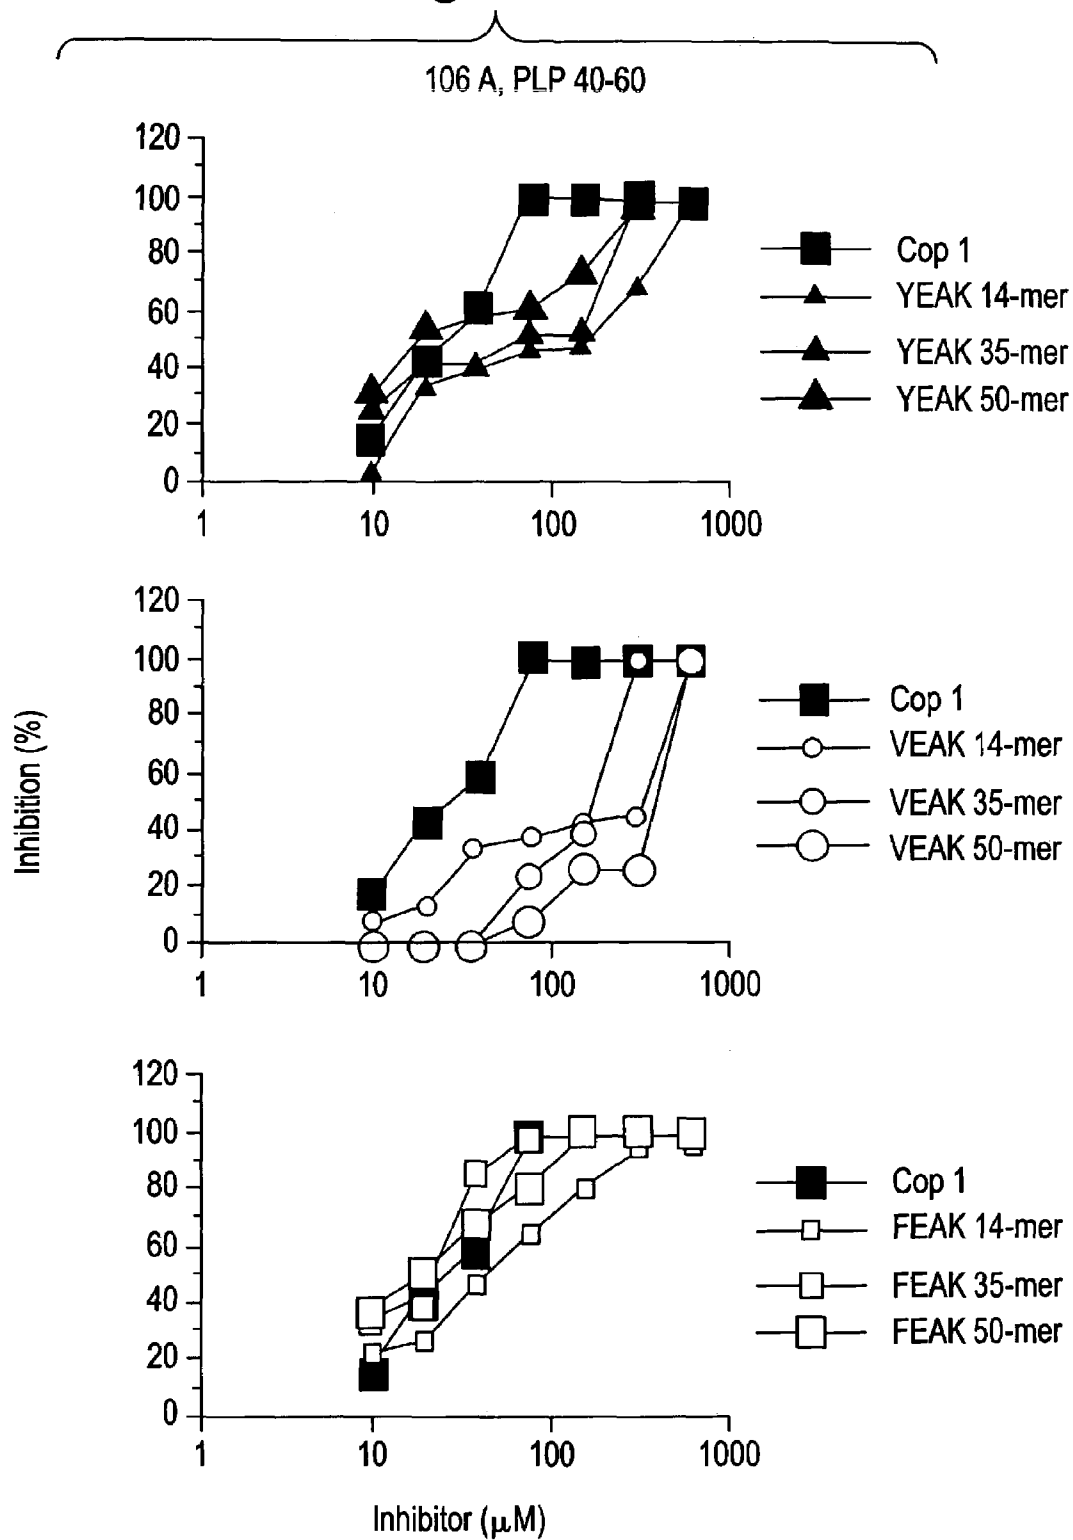 106 A, PLP 40-60
120
100
80
60
40
20
0
1 10 100 1000
Cop 1
YEAK 14-mer
YEAK 35-mer
YEAK 50-mer
Inhibition (%)
120
100
80
60
40
20
0
1 10 100 1000
Cop 1
VEAK 14-mer
VEAK 35-mer
VEAK 50-mer
120
100
80
60
40
20
0
1 10 100 1000
Cop 1
FEAK 14-mer
FEAK 35-mer
FEAK 50-mer
Inhibitor (μM)